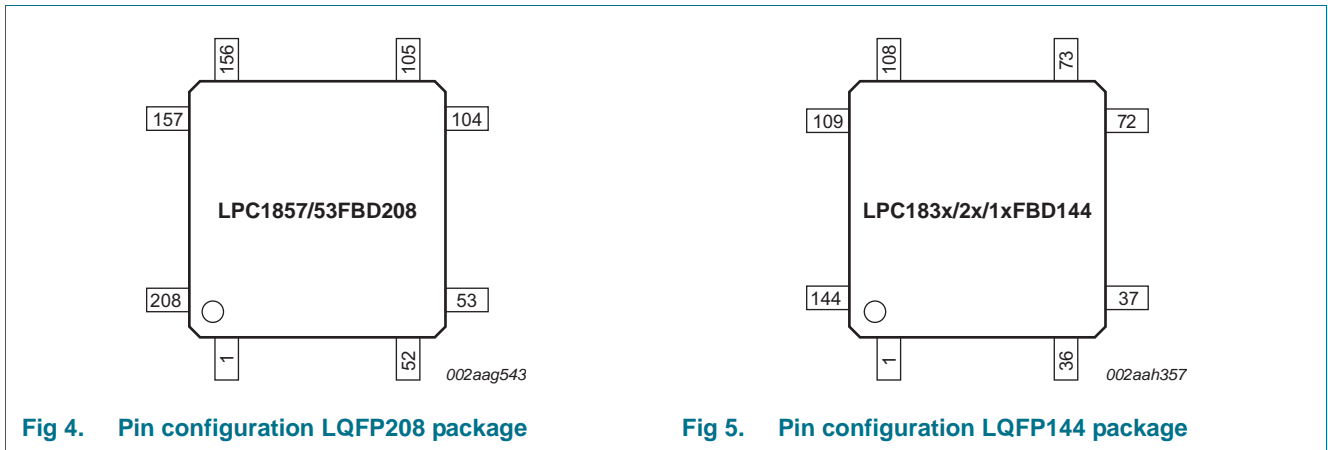 156
105
157
104
LPC1857/53FBD208
208
53
1
52
002aag543
Fig 4. Pin configuration LQFP208 package
108
73
109
72
LPC183x/2x/1xFBD144
144
37
1
36
002aah357
Fig 5. Pin configuration LQFP144 package